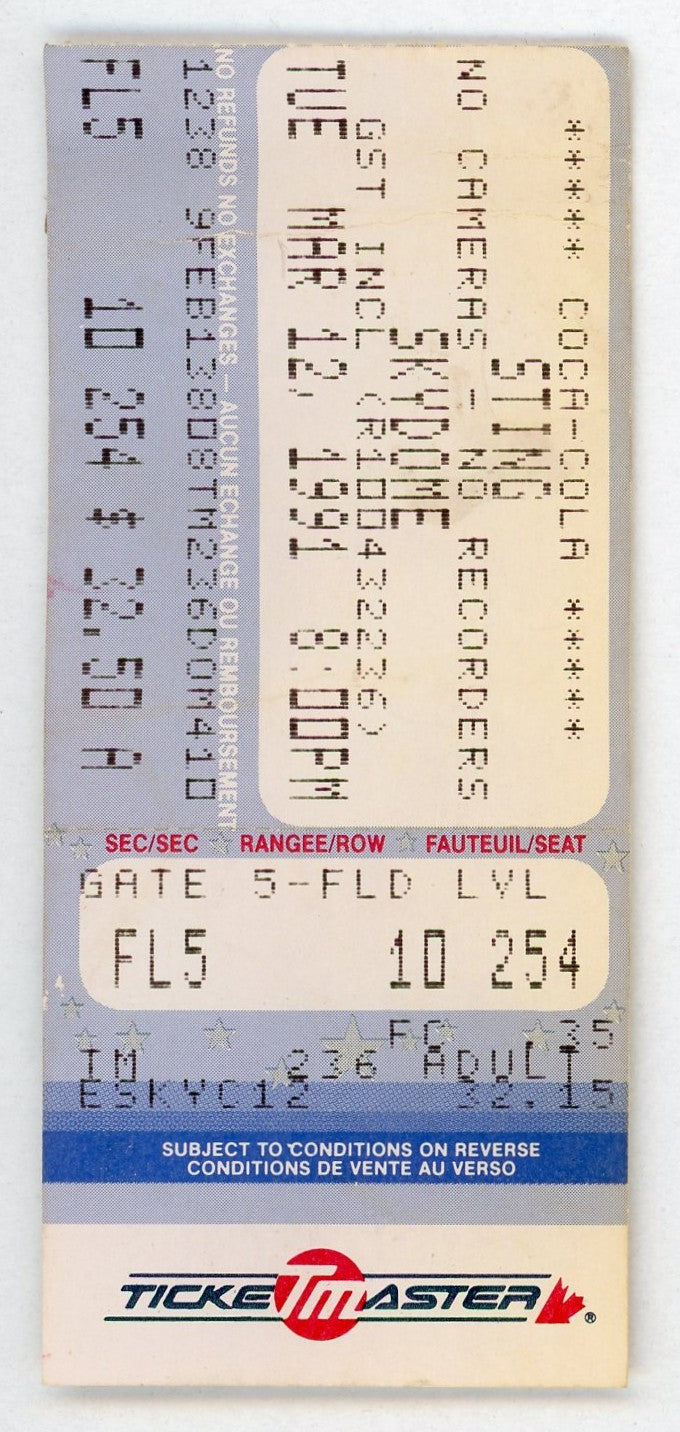 ***** COCA-COLA *****
STING
NO CAMERAS - NO RECORDERS
SKYDOME
GST INCL (R100432236)
TUE MAR 12, 1991 8:00PM
NO REFUNDS NO EXCHANGES — AUCUN ECHANGE OU REMBOURSEMENT
1238 9FEB13808TM236DOM410
FL5 10 254 $ 32.50 A
SEC/SEC RANGEE/ROW FAUTEUIL/SEAT
GATE 5-FLD LVL
FL5 10 254
FC .35
TM 236 ADULT
ESKYC12 32.15
SUBJECT TO CONDITIONS ON REVERSE
CONDITIONS DE VENTE AU VERSO
TICKETMASTER ®